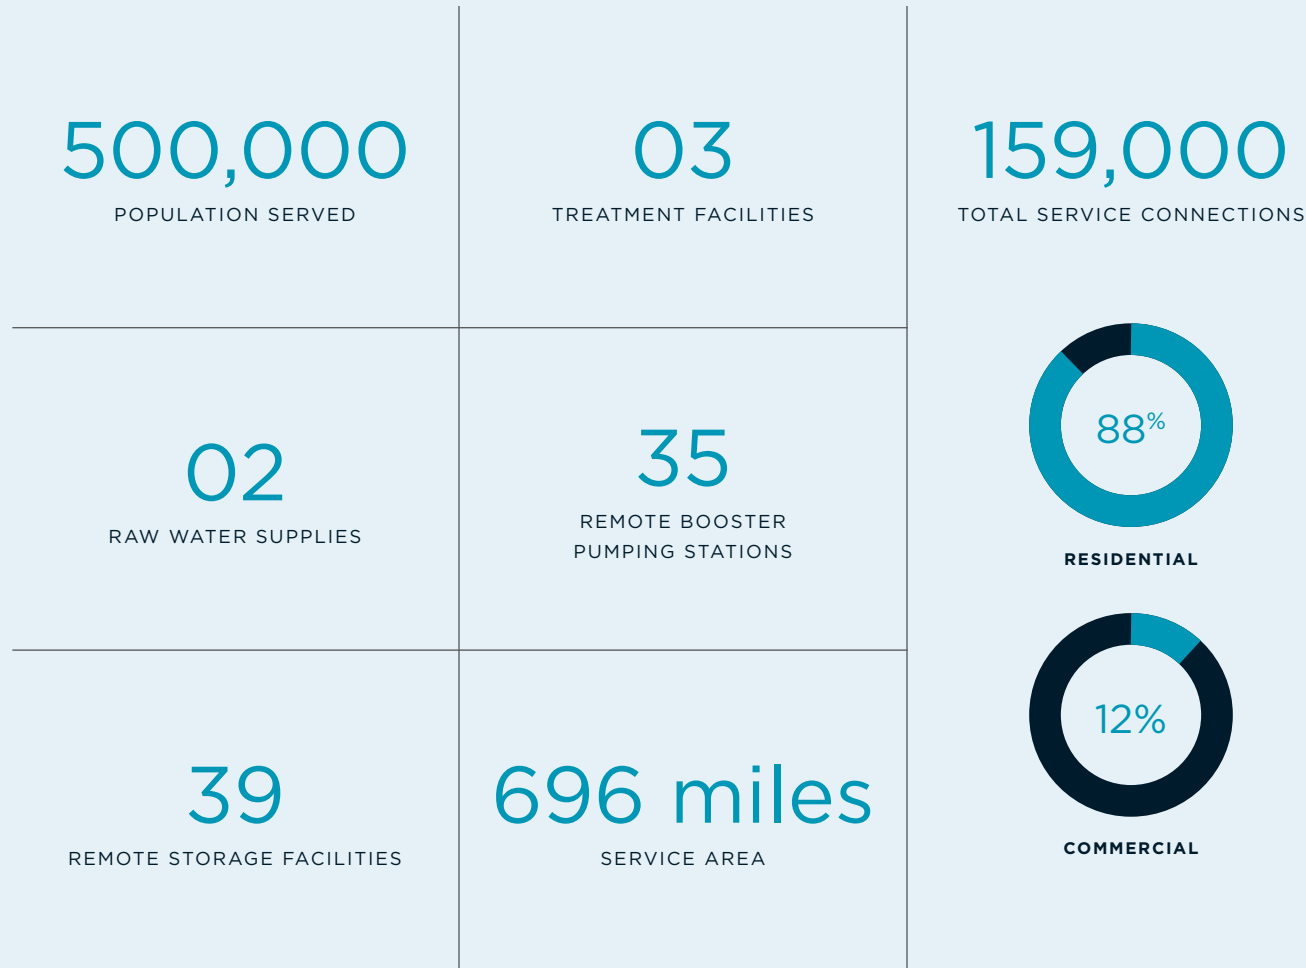 500,000
POPULATION SERVED
03
TREATMENT FACILITIES
159,000
TOTAL SERVICE CONNECTIONS
02
RAW WATER SUPPLIES
35
REMOTE BOOSTER
PUMPING STATIONS
88%
RESIDENTIAL
12%
COMMERCIAL
39
REMOTE STORAGE FACILITIES
696 miles
SERVICE AREA